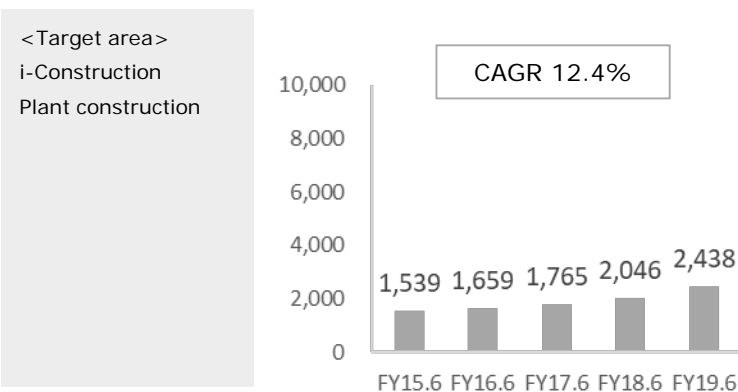 <Target area>
i-Construction
Plant construction
CAGR 12.4%
10,000
8,000
6,000
4,000
2,000
0
1,539 1,659 1,765 2,046 2,438
FY15.6 FY16.6 FY17.6 FY18.6 FY19.6